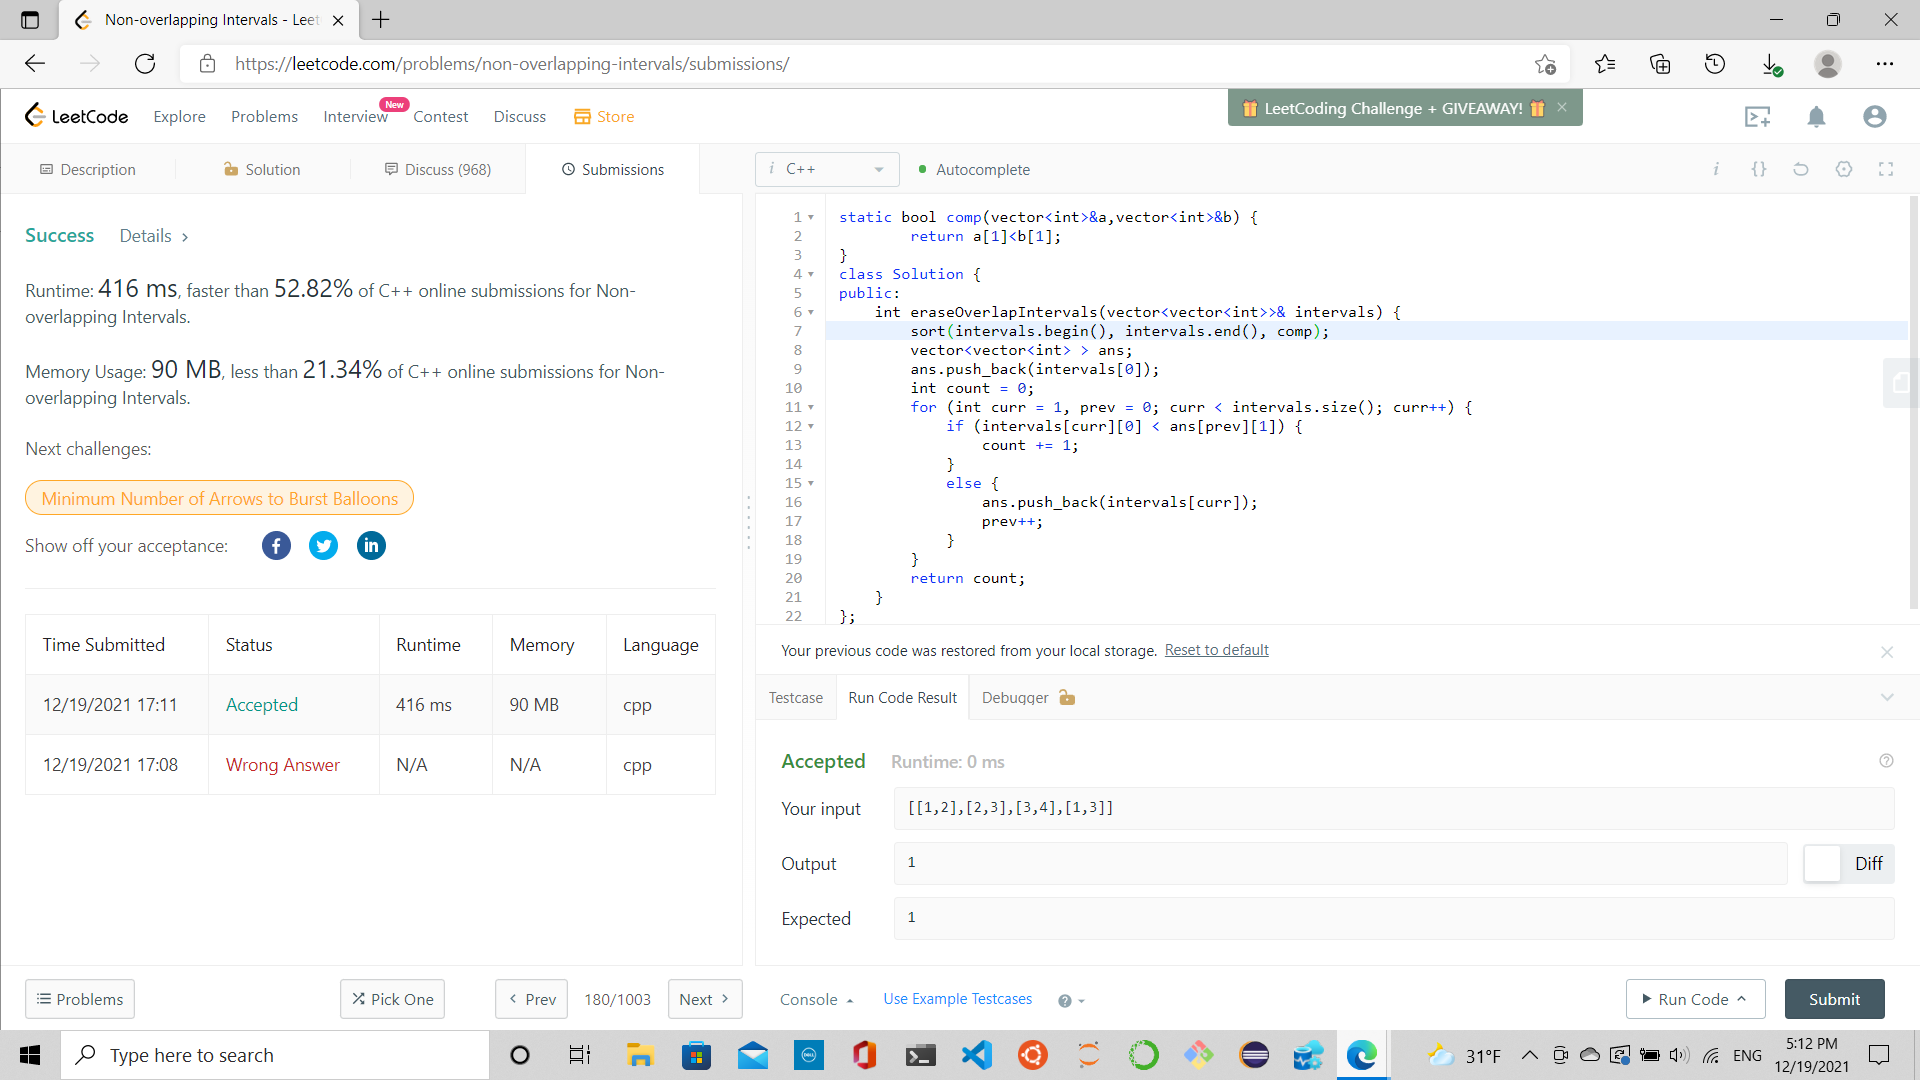 Non-overlapping Intervals - Leet
https://leetcode.com/problems/non-overlapping-intervals/submissions/
LeetCode
Explore
Problems
Interview
New
Contest
Discuss
Store
LeetCoding Challenge + GIVEAWAY!
Description
Solution
Discuss (968)
Submissions
i C++
Autocomplete
Success
Details
Runtime: 416 ms, faster than 52.82% of C++ online submissions for Non-
overlapping Intervals.
Memory Usage: 90 MB, less than 21.34% of C++ online submissions for Non-
overlapping Intervals.
Next challenges:
Minimum Number of Arrows to Burst Balloons
Show off your acceptance:
Time Submitted Status Runtime Memory Language
12/19/2021 17:11 Accepted 416 ms 90 MB cpp
12/19/2021 17:08 Wrong Answer N/A N/A cpp
1 static bool comp(vector<int>&a,vector<int>&b) {
2 return a[1]<b[1];
3 }
4 class Solution {
5 public:
6 int eraseOverlapIntervals(vector<vector<int>>& intervals) {
7 sort(intervals.begin(), intervals.end(), comp);
8 vector<vector<int> > ans;
9 ans.push_back(intervals[0]);
10 int count = 0;
11 for (int curr = 1, prev = 0; curr < intervals.size(); curr++) {
12 if (intervals[curr][0] < ans[prev][1]) {
13 count += 1;
14 }
15 else {
16 ans.push_back(intervals[curr]);
17 prev++;
18 }
19 }
20 return count;
21 }
22 };
Your previous code was restored from your local storage. Reset to default
Testcase
Run Code Result
Debugger
Accepted Runtime: 0 ms
Your input [[1,2],[2,3],[3,4],[1,3]]
Output 1
Diff
Expected 1
Problems
Pick One
Prev
180/1003
Next
Console
Use Example Testcases
Run Code
Submit
Type here to search
31°F
ENG
5:12 PM
12/19/2021